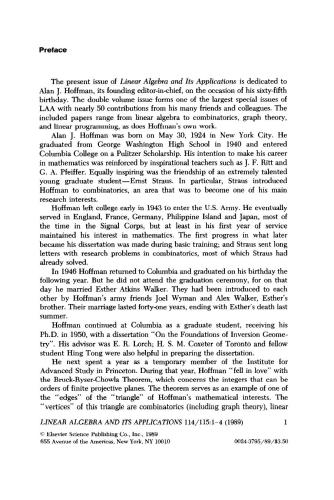 Preface
The present issue of Linear Algebra and Its Applications is dedicated to
Alan J. Hoffman, its founding editor-in-chief, on the occasion of his sixty-fifth
birthday. The double volume issue forms one of the largest special issues of
LAA with nearly 50 contributions from his many friends and colleagues. The
included papers range from linear algebra to combinatorics, graph theory,
and linear programming, as does Hoffman's own work.
Alan J. Hoffman was born on May 30, 1924 in New York City. He
graduated from George Washington High School in 1940 and entered
Columbia College on a Pulitzer Scholarship. His intention to make his career
in mathematics was reinforced by inspirational teachers such as J. F. Ritt and
G. A. Pfeiffer. Equally inspiring was the friendship of an extremely talented
young graduate student—Ernst Straus. In particular, Straus introduced
Hoffman to combinatorics, an area that was to become one of his main
research interests.
Hoffman left college early in 1943 to enter the U.S. Army. He eventually
served in England, France, Germany, Philippine Island and Japan, most of
the time in the Signal Corps, but at least in his first year of service
maintained his interest in mathematics. The first progress in what later
became his dissertation was made during basic training; and Straus sent long
letters with research problems in combinatorics, most of which Straus had
already solved.
In 1946 Hoffman returned to Columbia and graduated on his birthday the
following year. But he did not attend the graduation ceremony, for on that
day he married Esther Atkins Walker. They had been introduced to each
other by Hoffman's army friends Joel Wyman and Alex Walker, Esther's
brother. Their marriage lasted forty-one years, ending with Esther's death last
summer.
Hoffman continued at Columbia as a graduate student, receiving his
Ph.D. in 1950, with a dissertation "On the Foundations of Inversion Geome-
try". His advisor was E. R. Lorch; H. S. M. Coxeter of Toronto and fellow
student Hing Tong were also helpful in preparing the dissertation.
He next spent a year as a temporary member of the Institute for
Advanced Study in Princeton. During that year, Hoffman "fell in love" with
the Bruck-Ryser-Chowla Theorem, which concerns the integers that can be
orders of finite projective planes. The theorem serves as an example of one of
the "edges" of the "triangle" of Hoffman's mathematical interests. The
"vertices" of this triangle are combinatorics (including graph theory), linear
LINEAR ALGEBRA AND ITS APPLICATIONS 114/115:1-4 (1989) 1
© Elsevier Science Publishing Co., Inc., 1989
655 Avenue of the Americas, New York, NY 10010 0024-3795/89/$3.50